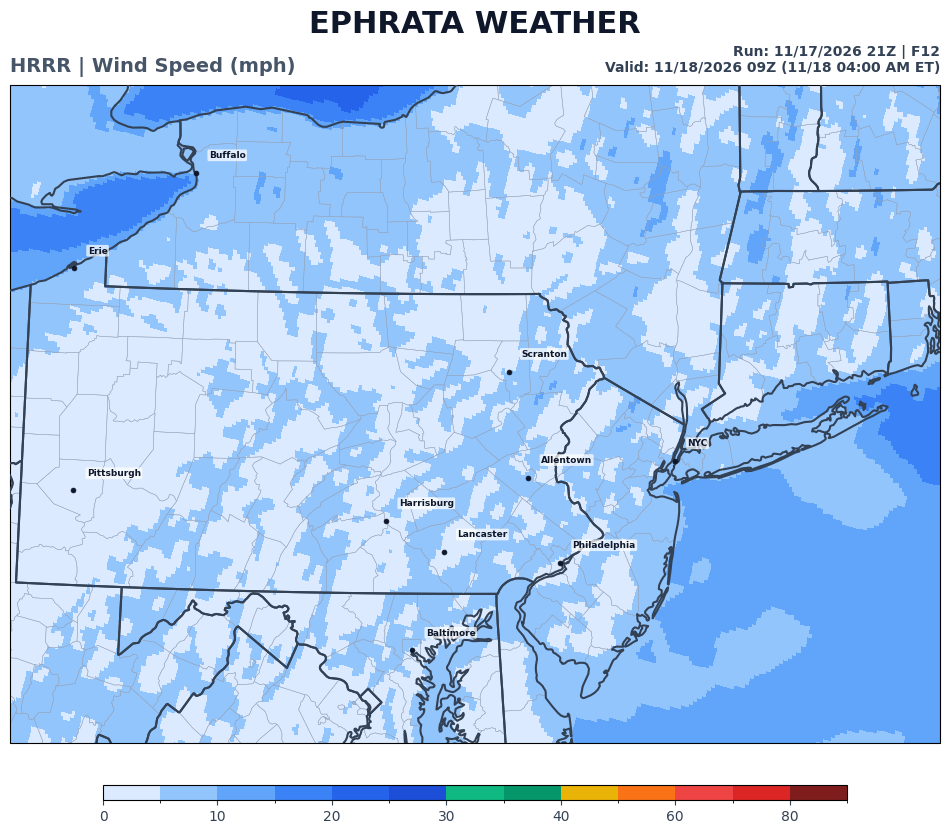 EPHRATA WEATHER
HRRR | Wind Speed (mph)
Run: 11/17/2026 21Z | F12
Valid: 11/18/2026 09Z (11/18 04:00 AM ET)
Buffalo
Erie
Scranton
NYC
Allentown
Pittsburgh
Harrisburg
Lancaster
Philadelphia
Baltimore
0 10 20 30 40 50 60 70 80